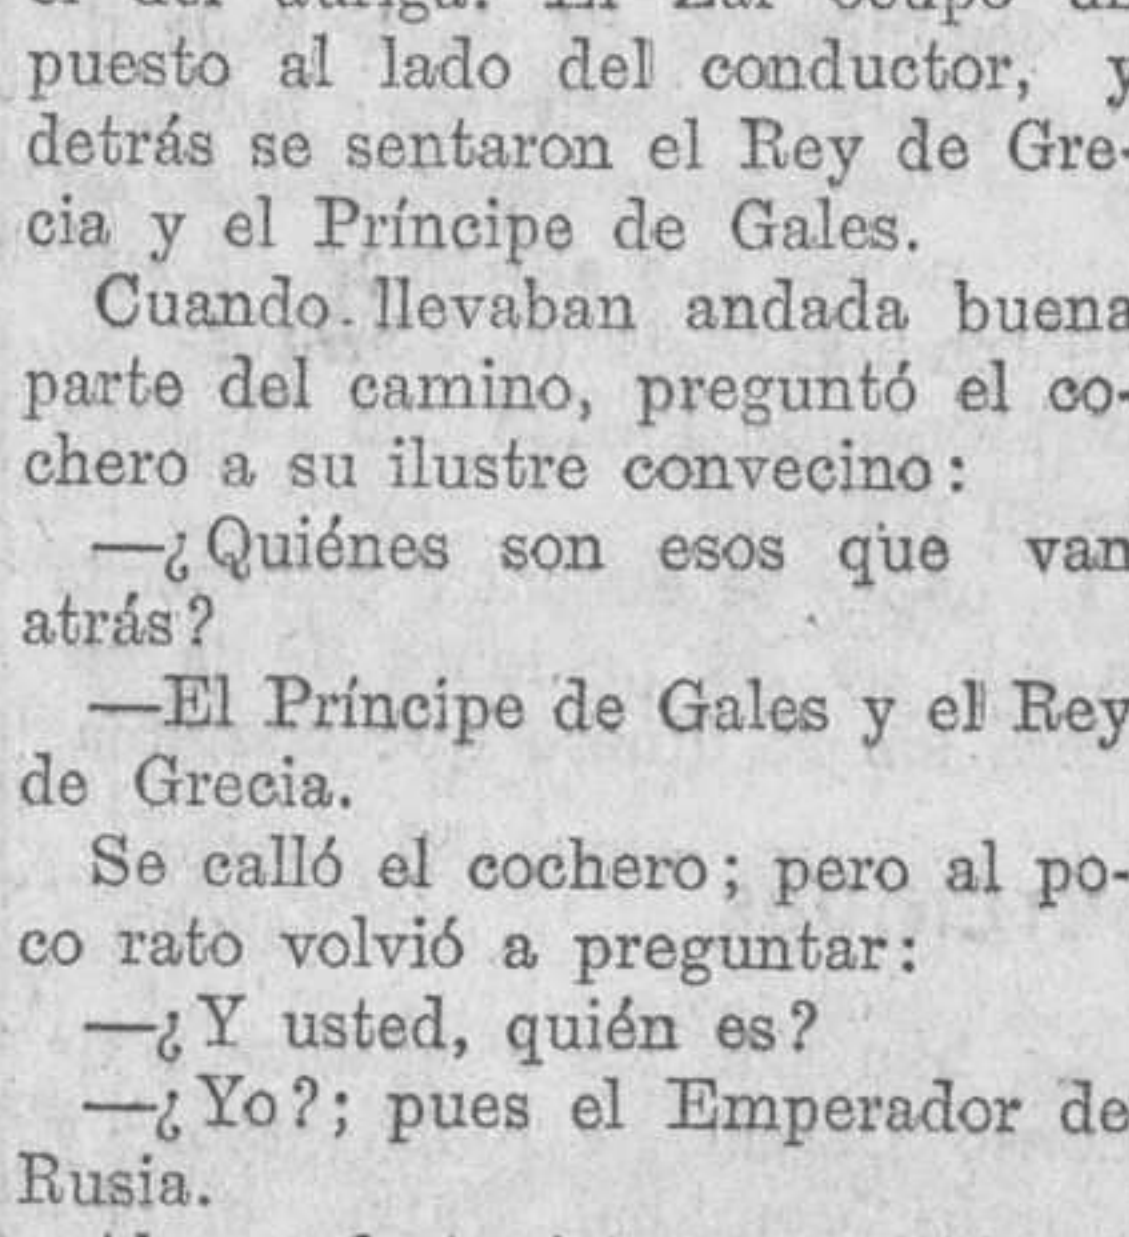 puesto al lado del conductor, y
detrás se sentaron el Rey de Gre-
cia y el Príncipe de Gales.
Cuando llevaban andada buena
parte del camino, preguntó el co-
chero a su ilustre convecino:
—¿Quiénes son esos que van
atrás?
—El Príncipe de Gales y el Rey
de Grecia.
Se calló el cochero; pero al po-
co rato volvió a preguntar:
—¿Y usted, quién es?
—¿Yo?; pues el Emperador de
Rusia.